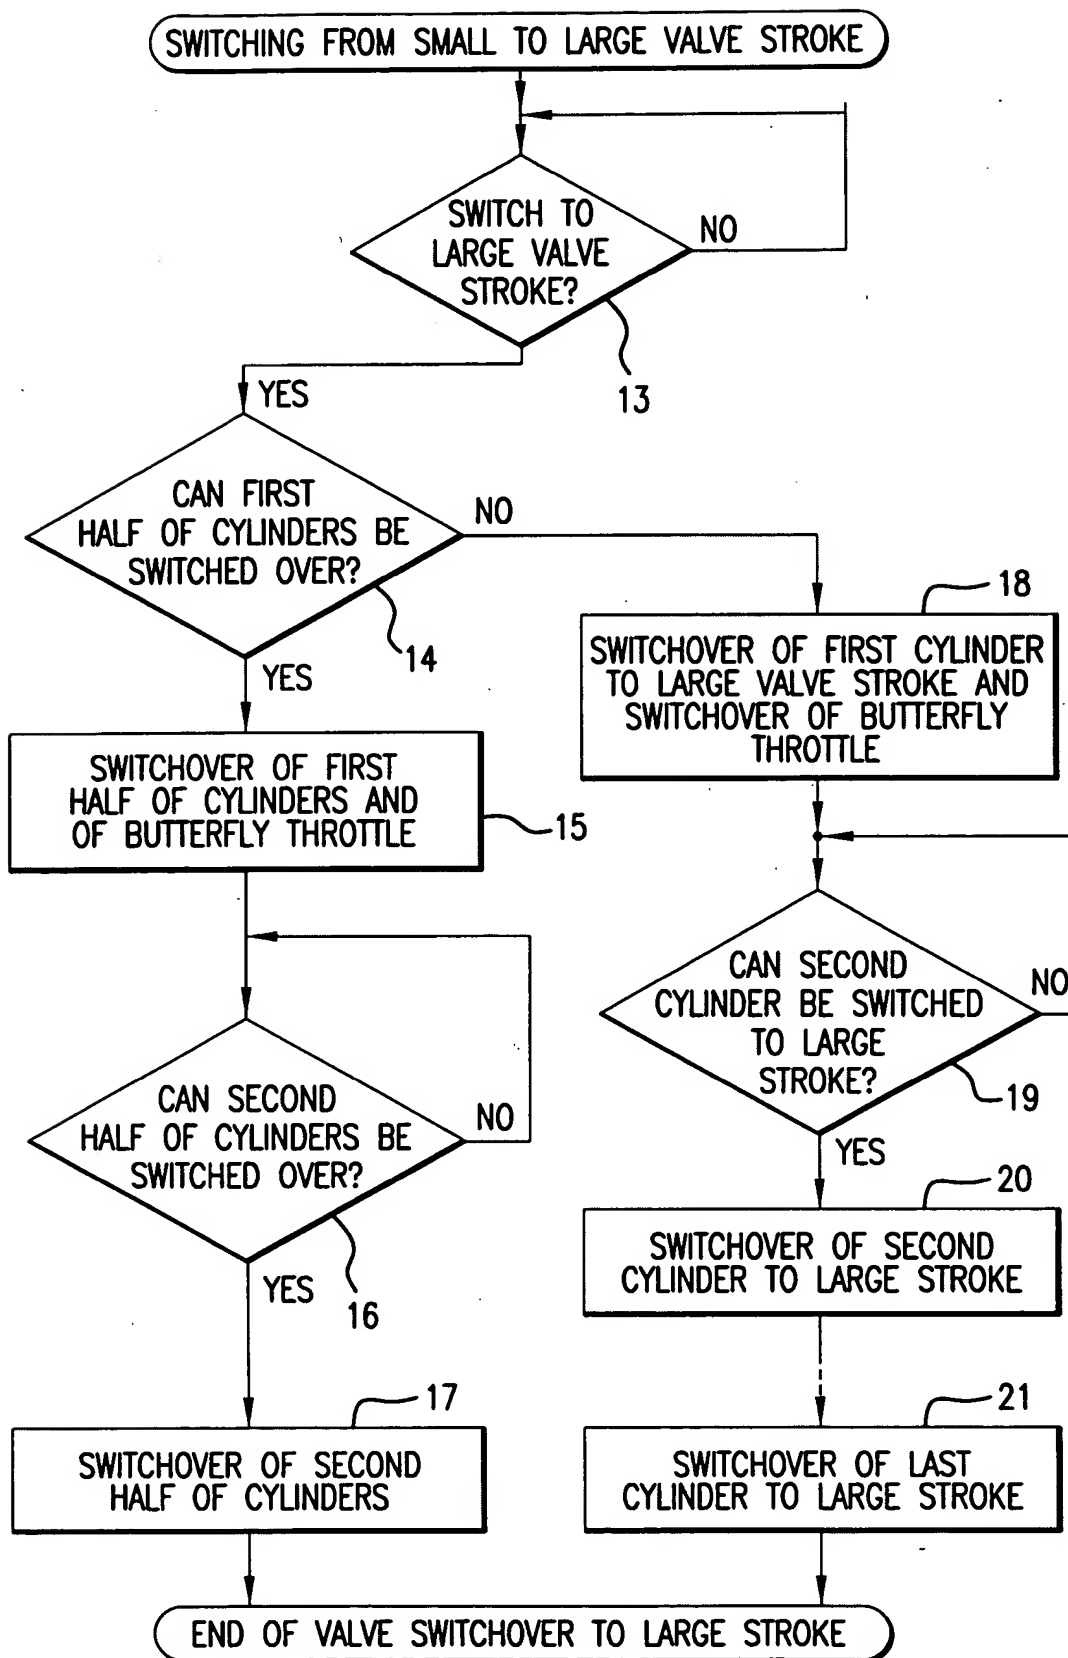 SWITCHING FROM SMALL TO LARGE VALVE STROKE
SWITCH TO
LARGE VALVE
STROKE?
NO
13
YES
CAN FIRST
HALF OF CYLINDERS BE
SWITCHED OVER?
NO
14
YES
18
SWITCHOVER OF FIRST CYLINDER
TO LARGE VALVE STROKE AND
SWITCHOVER OF BUTTERFLY
THROTTLE
SWITCHOVER OF FIRST
HALF OF CYLINDERS AND
OF BUTTERFLY THROTTLE
15
CAN SECOND
CYLINDER BE SWITCHED
TO LARGE
STROKE?
NO
19
YES
CAN SECOND
HALF OF CYLINDERS BE
SWITCHED OVER?
NO
16
YES
20
SWITCHOVER OF SECOND
CYLINDER TO LARGE STROKE
17
SWITCHOVER OF SECOND
HALF OF CYLINDERS
21
SWITCHOVER OF LAST
CYLINDER TO LARGE STROKE
END OF VALVE SWITCHOVER TO LARGE STROKE